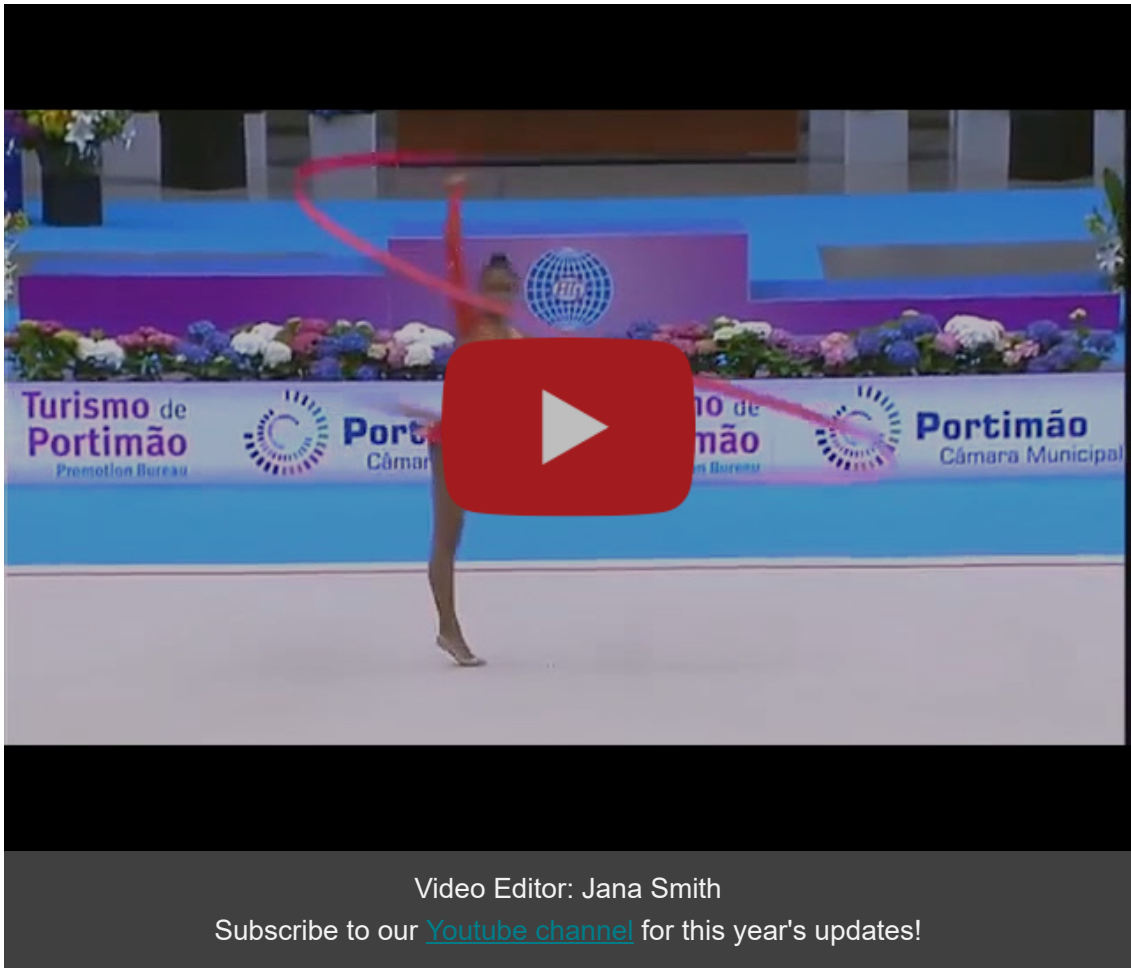 FIG
Turismo de
Portimão
Promotion Bureau
Portimão
Câmara Municipal
Video Editor: Jana Smith
Subscribe to our Youtube channel for this year's updates!